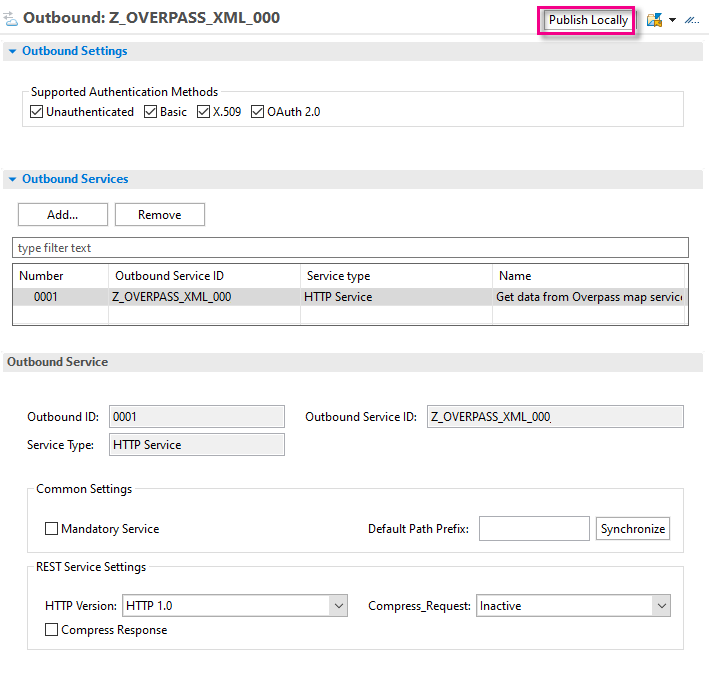 Outbound: Z_OVERPASS_XML_000
Publish Locally
Outbound Settings
Supported Authentication Methods
Unauthenticated Basic X.509 OAuth 2.0
Outbound Services
Add... Remove
type filter text
Number Outbound Service ID Service type Name
0001 Z_OVERPASS_XML_000 HTTP Service Get data from Overpass map servic
Outbound Service
Outbound ID: 0001 Outbound Service ID: Z_OVERPASS_XML_000
Service Type: HTTP Service
Common Settings
Mandatory Service Default Path Prefix: Synchronize
REST Service Settings
HTTP Version: HTTP 1.0 Compress_Request: Inactive
Compress Response